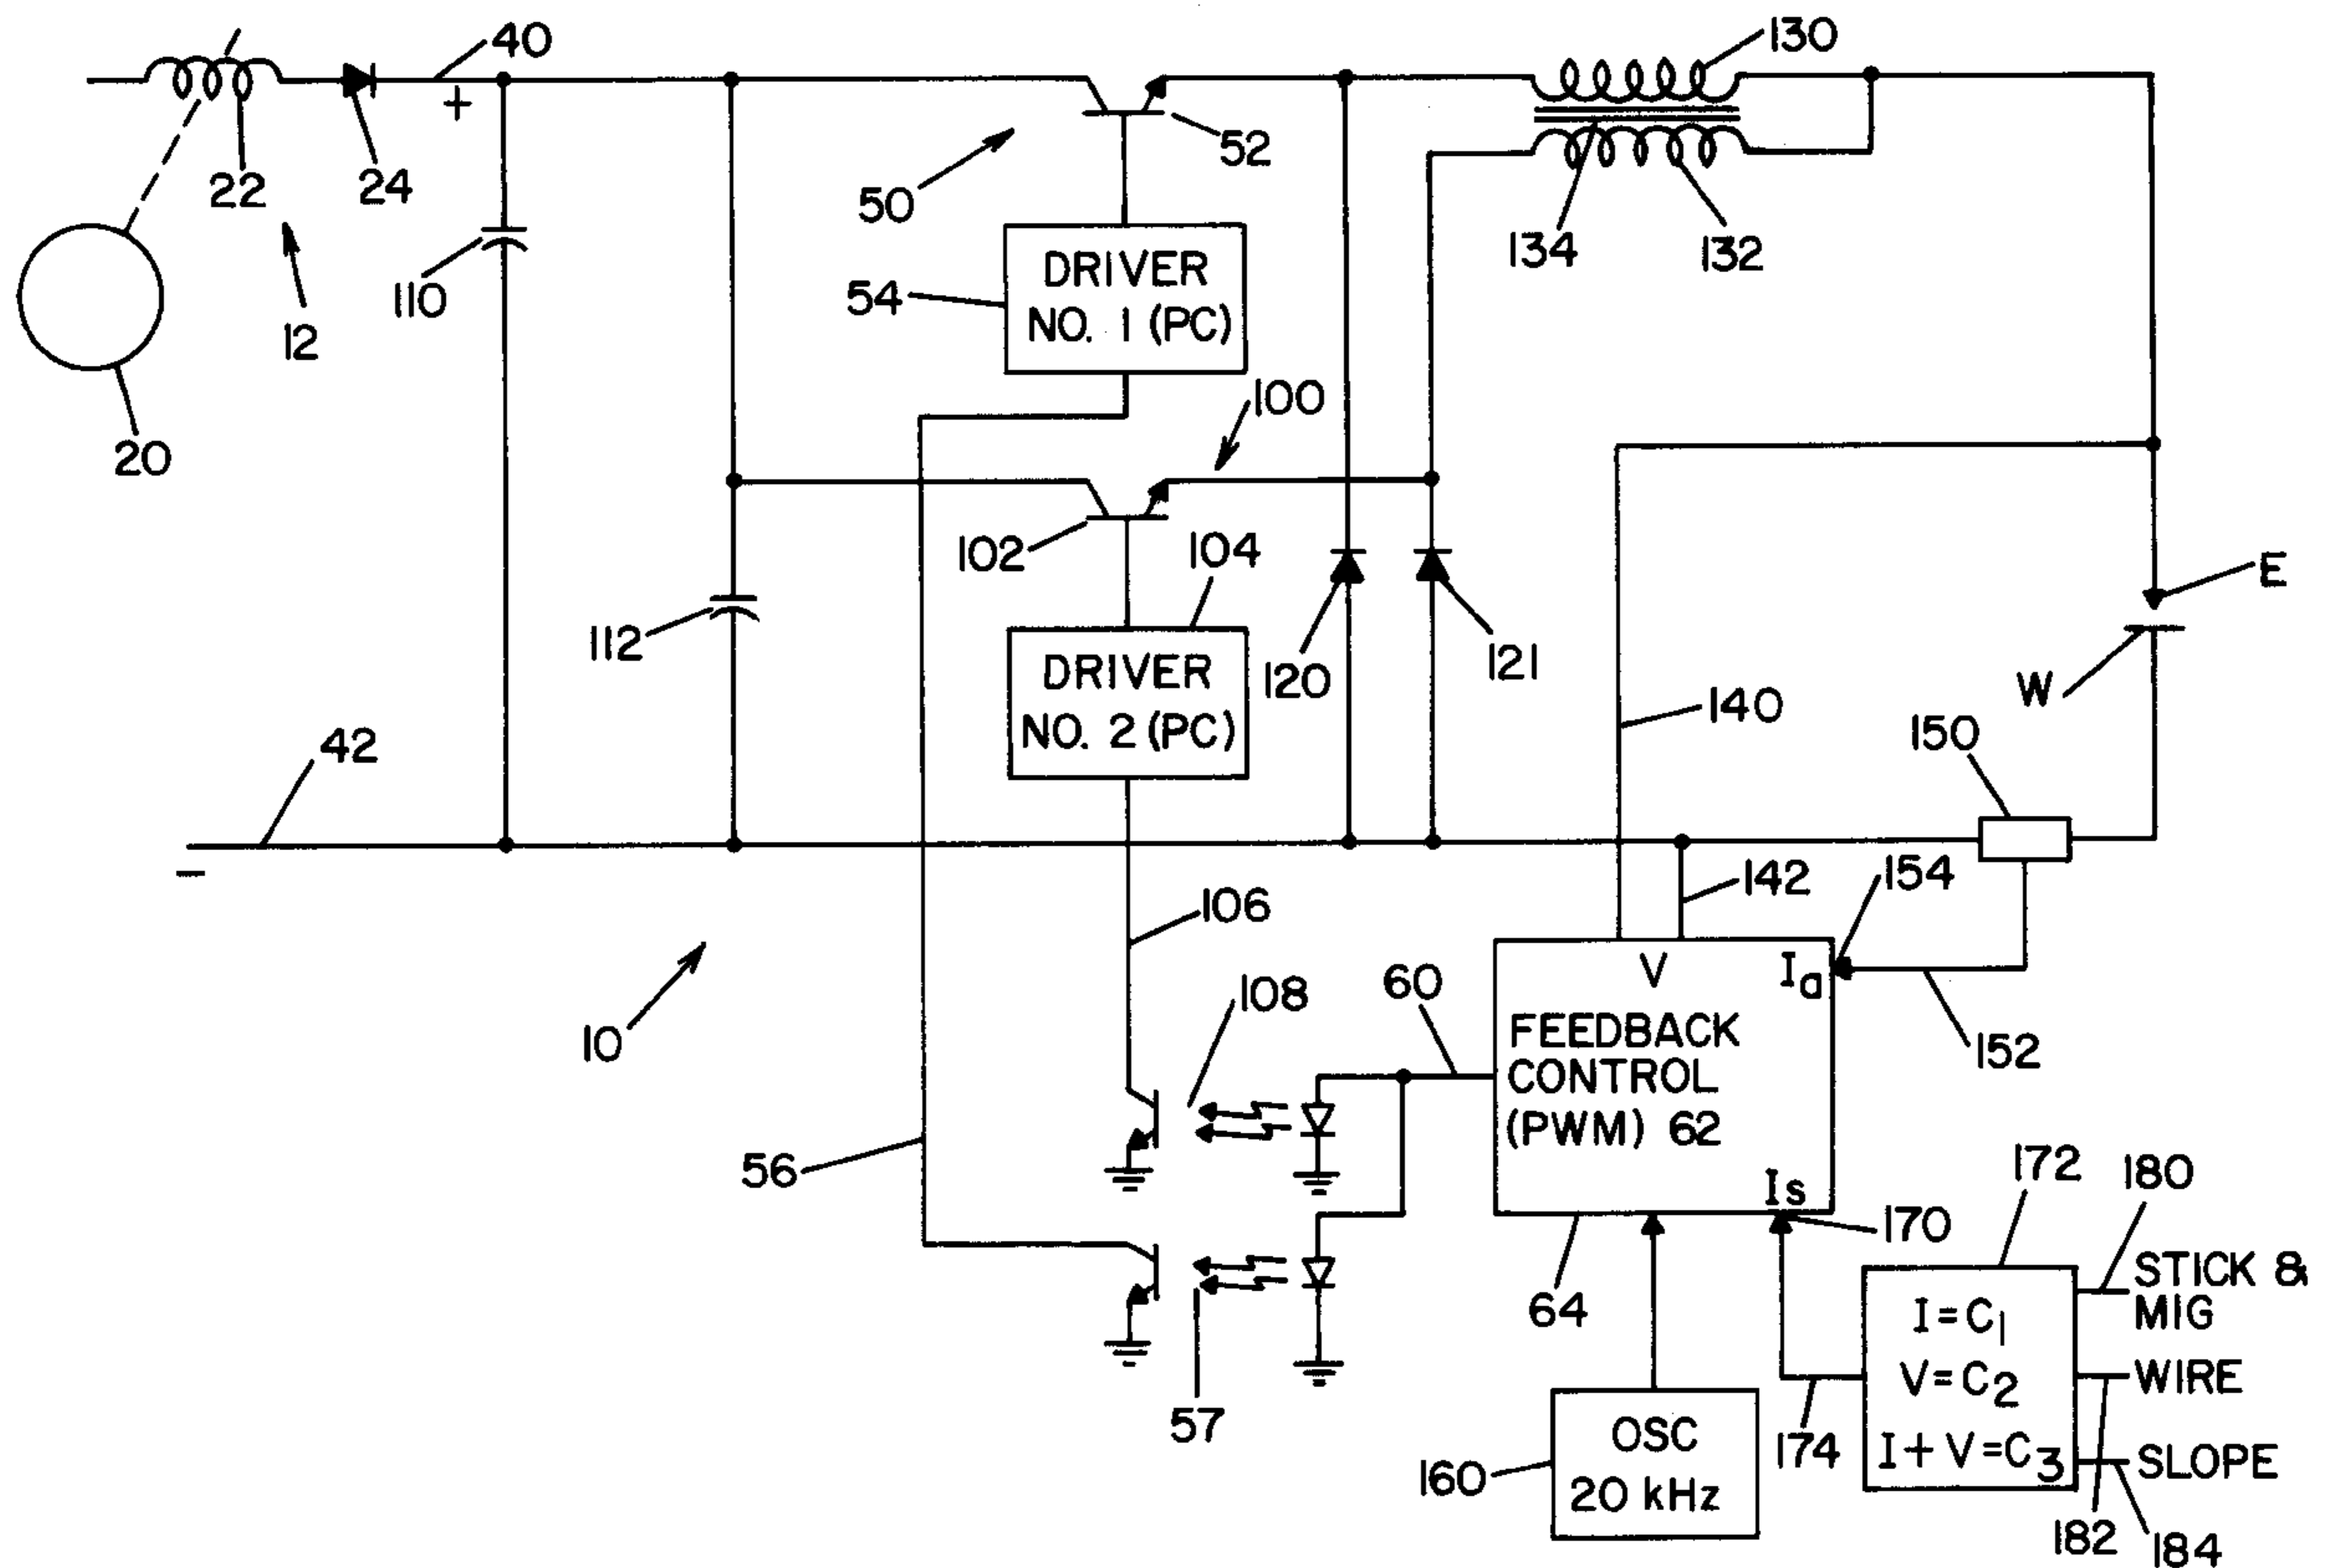 40
130
+
22
24
50
52
134
132
110
12
54
DRIVER
NO. 1 (PC)
20
100
102
104
E
112
DRIVER
NO. 2 (PC)
120
121
W
140
42
150
−
142
154
106
V
Ia
108
60
10
FEEDBACK
CONTROL
(PWM) 62
152
56
Is
170
172
180
STICK &
MIG
57
64
I=C1
V=C2
I+V=C3
WIRE
SLOPE
OSC
20 kHz
160
174
182
184